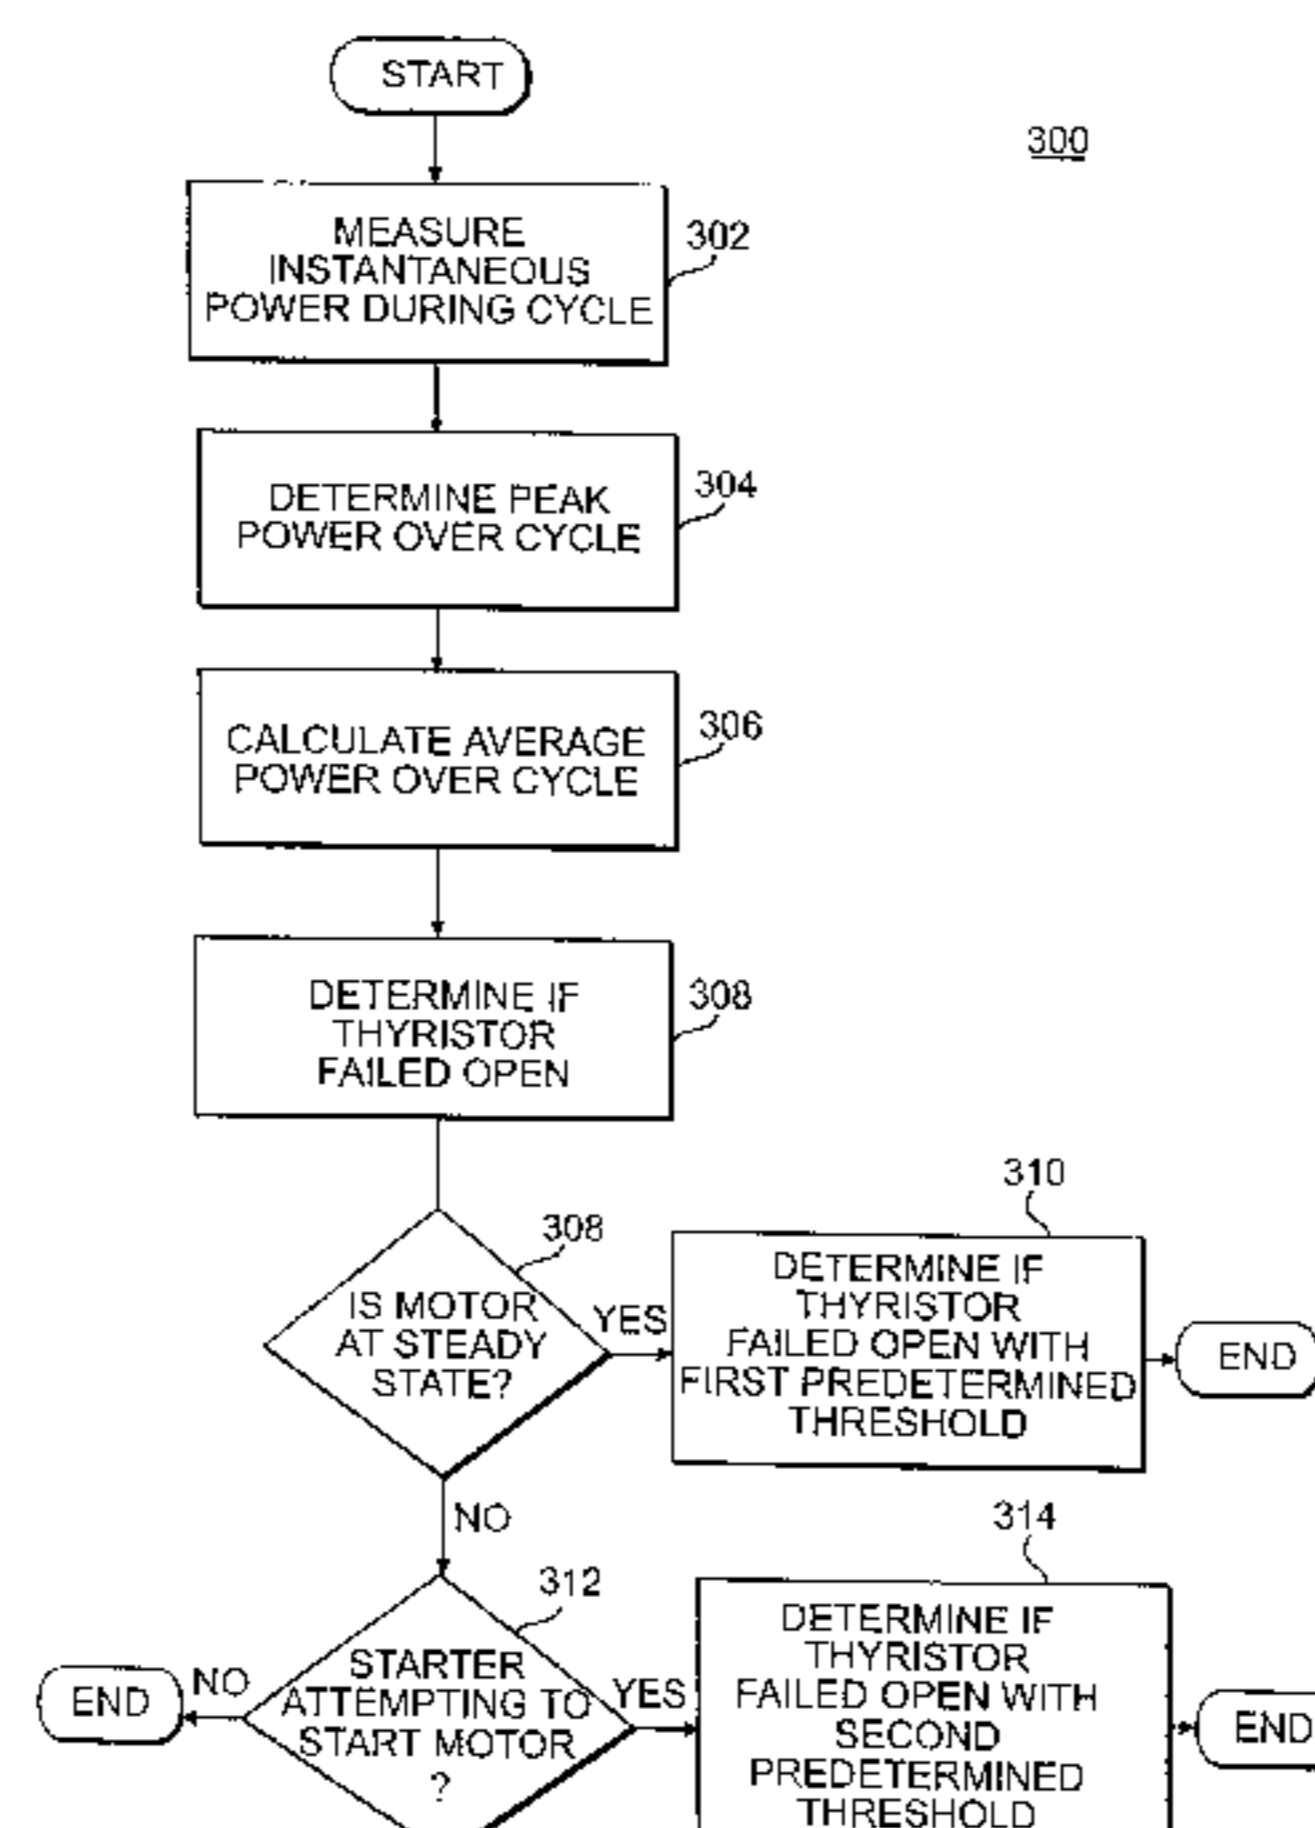 START
300
MEASURE
INSTANTANEOUS
POWER DURING CYCLE
302
DETERMINE PEAK
POWER OVER CYCLE
304
CALCULATE AVERAGE
POWER OVER CYCLE
306
DETERMINE IF
THYRISTOR
FAILED OPEN
308
IS MOTOR
AT STEADY
STATE?
308
YES
310
DETERMINE IF
THYRISTOR
FAILED OPEN WITH
FIRST PREDETERMINED
THRESHOLD
END
NO
312
STARTER
ATTEMPTING TO
START MOTOR
?
NO
END
YES
314
DETERMINE IF
THYRISTOR
FAILED OPEN WITH
SECOND
PREDETERMINED
THRESHOLD
END